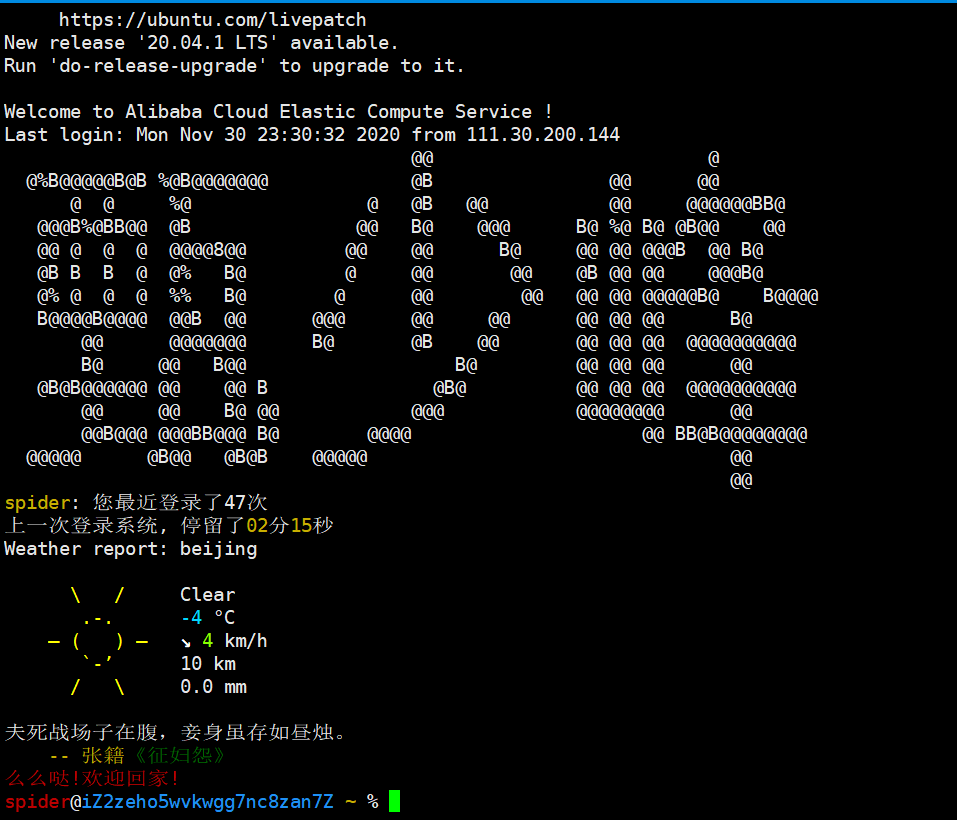 https://ubuntu.com/livepatch
New release '20.04.1 LTS' available.
Run 'do-release-upgrade' to upgrade to it.
Welcome to Alibaba Cloud Elastic Compute Service !
Last login: Mon Nov 30 23:30:32 2020 from 111.30.200.144
甄小峰
spider: 您最近登录了47次
上一次登录系统, 停留了02分15秒
Weather report: beijing
Clear
-4 °C
↘ 4 km/h
10 km
0.0 mm
夫死战场子在腹，妾身虽存如昼烛。
-- 张籍《征妇怨》
么么哒!欢迎回家!
spider@iZ2zeho5wvkwgg7nc8zan7Z ~ %